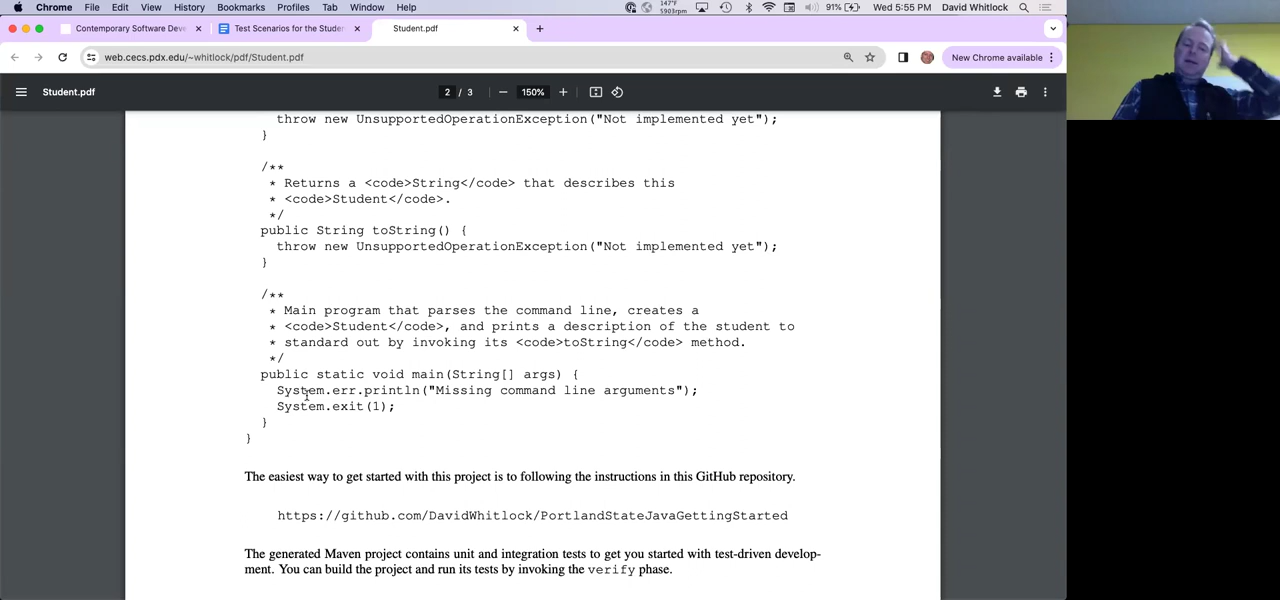 Chrome File Edit View History Bookmarks Profiles Tab Window Help 147°F 5903rpm 91% Wed 5:55 PM David Whitlock
Contemporary Software Deve Test Scenarios for the Studen Student.pdf
web.cecs.pdx.edu/~whitlock/pdf/Student.pdf New Chrome available
Student.pdf 2 / 3 150%
throw new UnsupportedOperationException("Not implemented yet");
}
/**
* Returns a <code>String</code> that describes this
* <code>Student</code>.
*/
public String toString() {
throw new UnsupportedOperationException("Not implemented yet");
}
/**
* Main program that parses the command line, creates a
* <code>Student</code>, and prints a description of the student to
* standard out by invoking its <code>toString</code> method.
*/
public static void main(String[] args) {
System.err.println("Missing command line arguments");
System.exit(1);
}
}
The easiest way to get started with this project is to following the instructions in this GitHub repository.
https://github.com/DavidWhitlock/PortlandStateJavaGettingStarted
The generated Maven project contains unit and integration tests to get you started with test-driven develop-
ment. You can build the project and run its tests by invoking the verify phase.